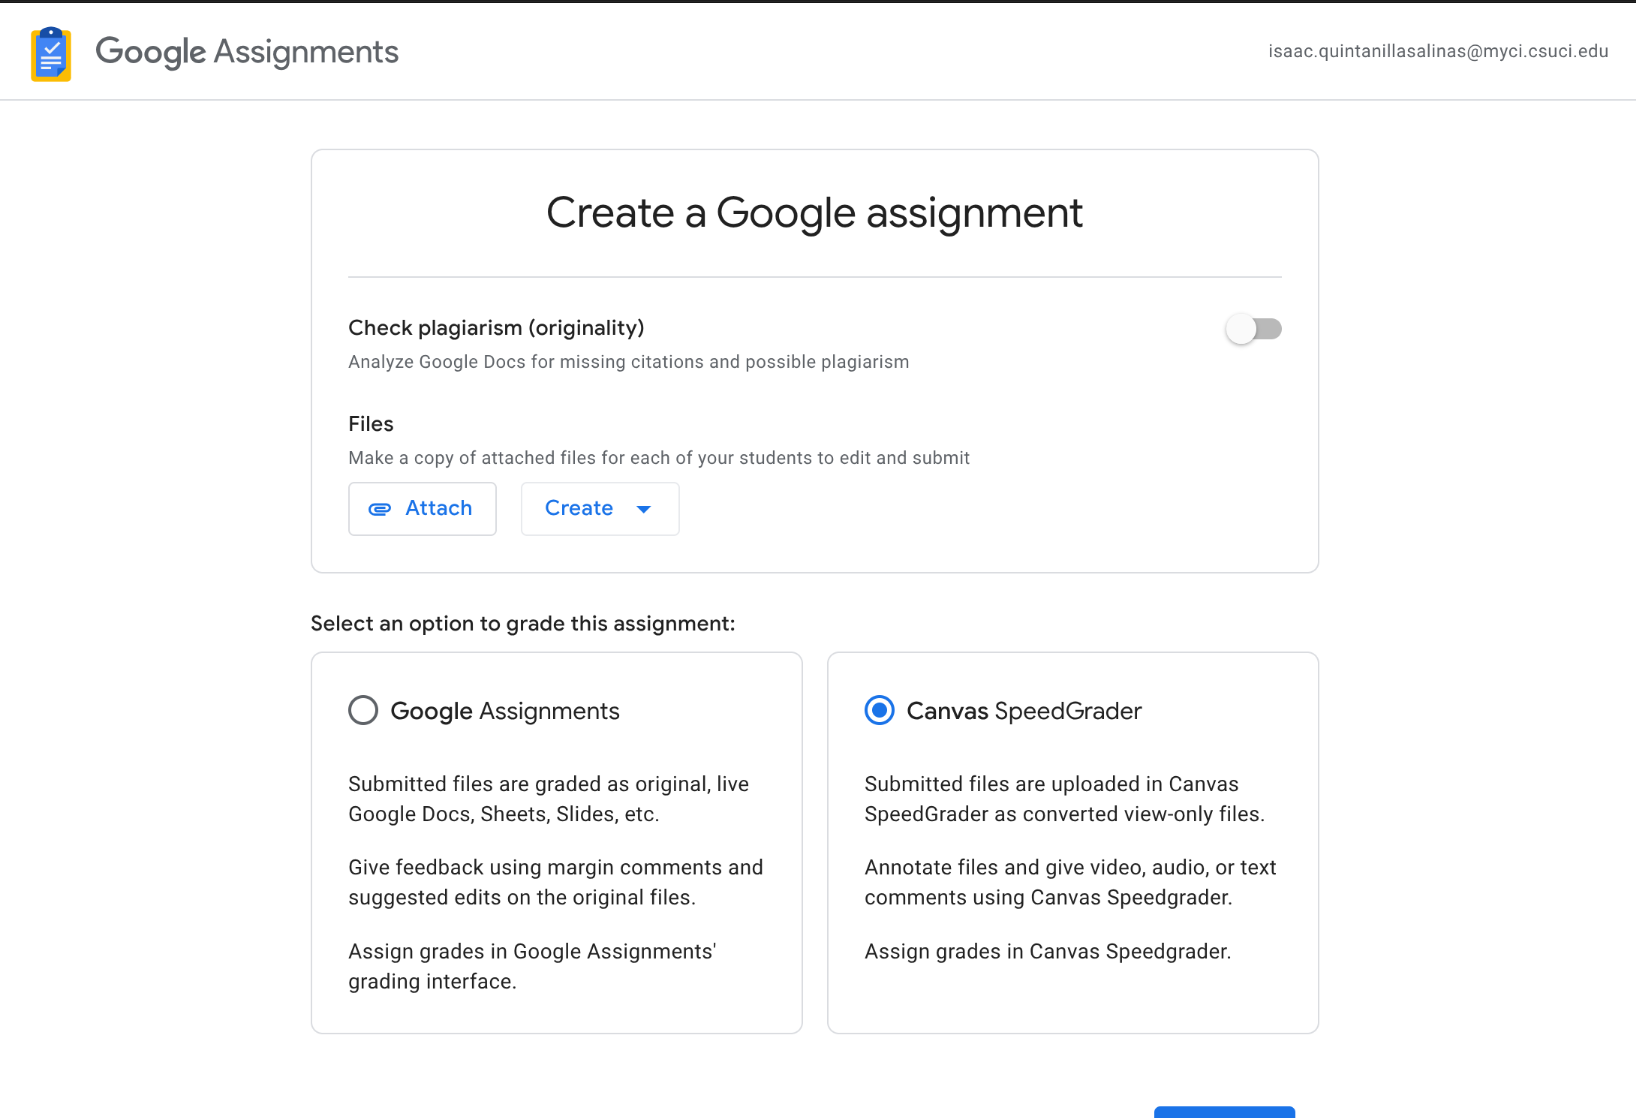 Google Assignments
isaac.quintanillasalinas@myci.csuci.edu
Create a Google assignment
Check plagiarism (originality)
Analyze Google Docs for missing citations and possible plagiarism
Files
Make a copy of attached files for each of your students to edit and submit
Attach
Create
Select an option to grade this assignment:
Google Assignments
Submitted files are graded as original, live
Google Docs, Sheets, Slides, etc.
Give feedback using margin comments and
suggested edits on the original files.
Assign grades in Google Assignments'
grading interface.
Canvas SpeedGrader
Submitted files are uploaded in Canvas
SpeedGrader as converted view-only files.
Annotate files and give video, audio, or text
comments using Canvas Speedgrader.
Assign grades in Canvas Speedgrader.